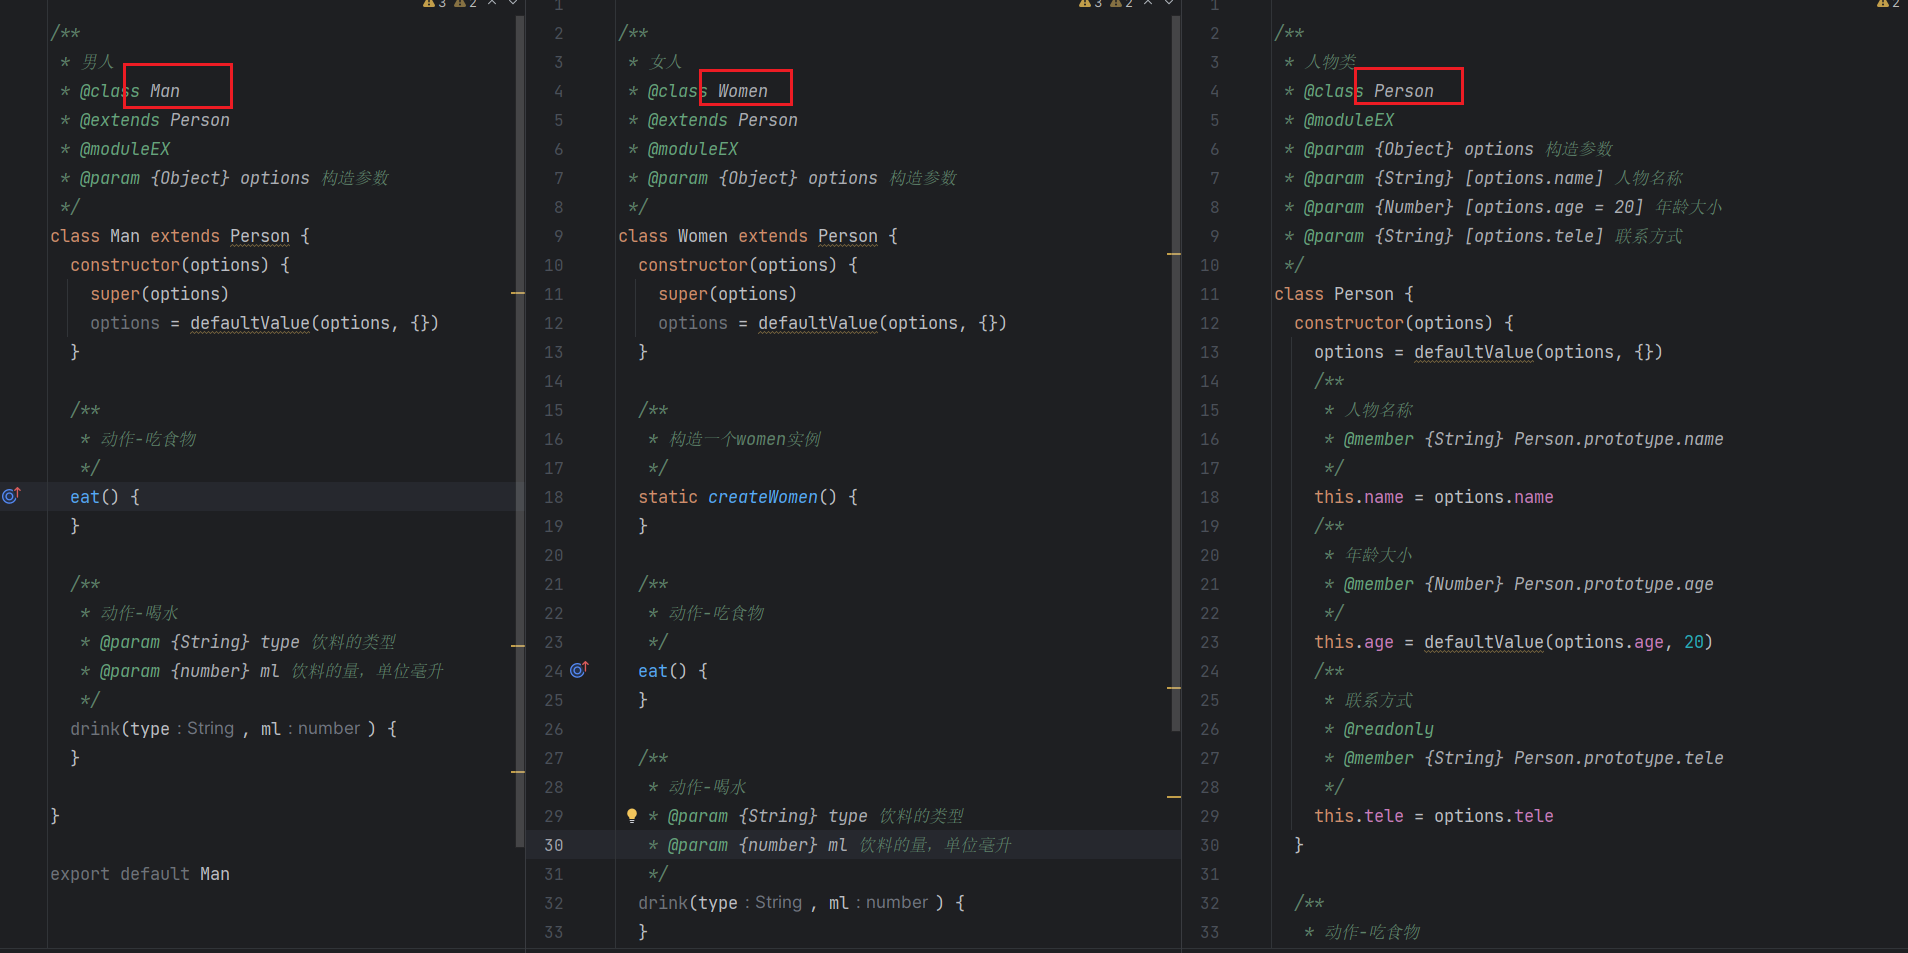 3 2
/**
* 男人
* @class Man
* @extends Person
* @moduleEX
* @param {Object} options 构造参数
*/
class Man extends Person {
constructor(options) {
super(options)
options = defaultValue(options, {})
}
/**
* 动作-吃食物
*/
eat() {
}
/**
* 动作-喝水
* @param {String} type 饮料的类型
* @param {number} ml 饮料的量，单位毫升
*/
drink(type : String , ml : number ) {
}
}
export default Man
3 2
1
2 /**
3 * 女人
4 * @class Women
5 * @extends Person
6 * @moduleEX
7 * @param {Object} options 构造参数
8 */
9 class Women extends Person {
10 constructor(options) {
11 super(options)
12 options = defaultValue(options, {})
13 }
14
15 /**
16 * 构造一个women实例
17 */
18 static createWomen() {
19 }
20
21 /**
22 * 动作-吃食物
23 */
24 eat() {
25 }
26
27 /**
28 * 动作-喝水
29 * @param {String} type 饮料的类型
30 * @param {number} ml 饮料的量，单位毫升
31 */
32 drink(type : String , ml : number ) {
33 }
2
1
2 /**
3 * 人物类
4 * @class Person
5 * @moduleEX
6 * @param {Object} options 构造参数
7 * @param {String} [options.name] 人物名称
8 * @param {Number} [options.age = 20] 年龄大小
9 * @param {String} [options.tele] 联系方式
10 */
11 class Person {
12 constructor(options) {
13 options = defaultValue(options, {})
14 /**
15 * 人物名称
16 * @member {String} Person.prototype.name
17 */
18 this.name = options.name
19 /**
20 * 年龄大小
21 * @member {Number} Person.prototype.age
22 */
23 this.age = defaultValue(options.age, 20)
24 /**
25 * 联系方式
26 * @readonly
27 * @member {String} Person.prototype.tele
28 */
29 this.tele = options.tele
30 }
31
32 /**
33 * 动作-吃食物